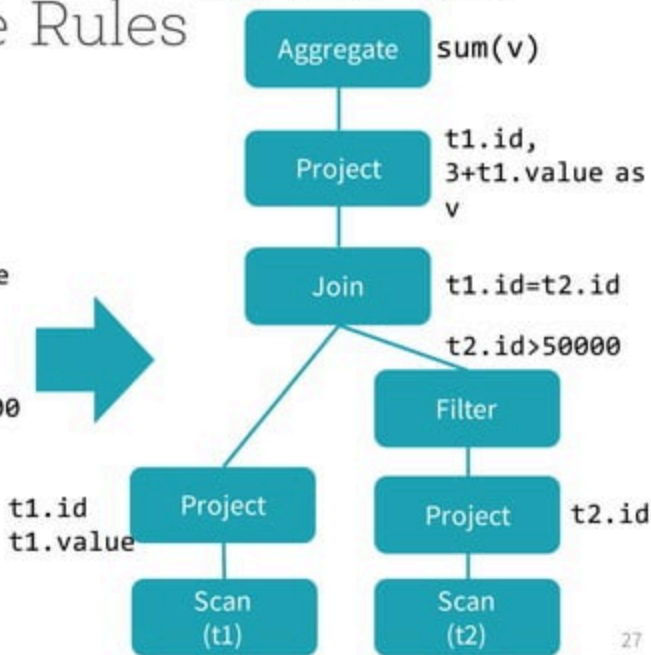 e Rules
Aggregate
sum(v)
Project
t1.id,
3+t1.value as
v
e
Join
t1.id=t2.id
t2.id>50000
Filter
00
Project
t1.id
t1.value
Project
t2.id
Scan
(t1)
Scan
(t2)
27